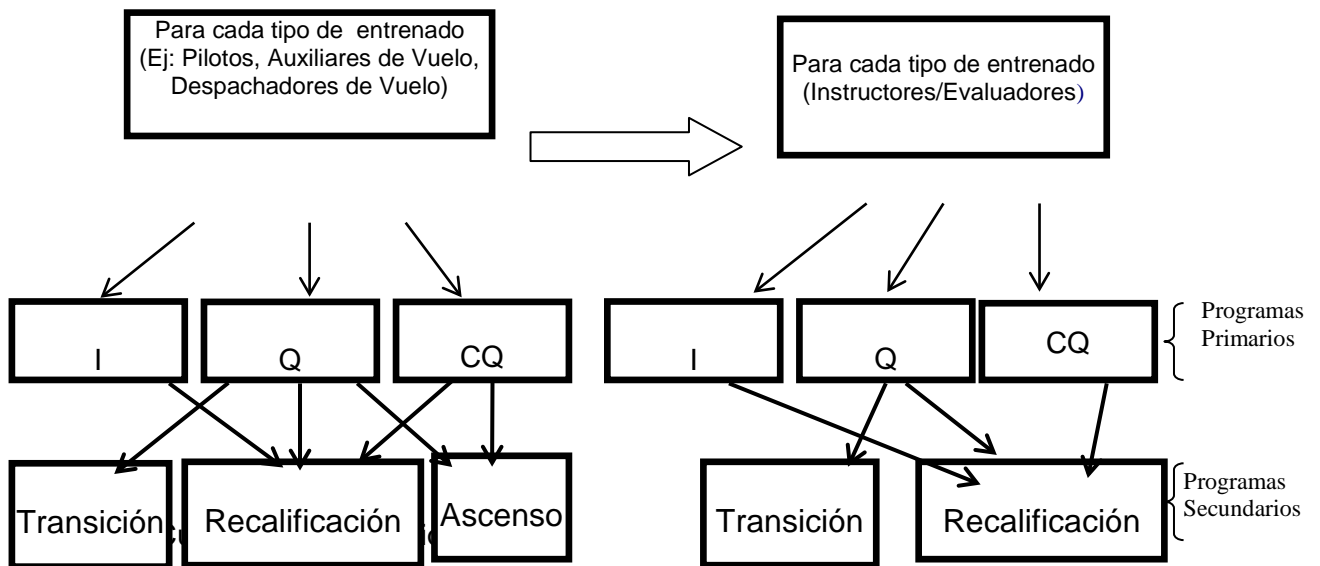 Para cada tipo de entrenado
(Ej: Pilotos, Auxiliares de Vuelo,
Despachadores de Vuelo)
Para cada tipo de entrenado
(Instructores/Evaluadores)
I
Q
CQ
I
Q
CQ
Programas
Primarios
Transición
Recalificación
Ascenso
Transición
Recalificación
Programas
Secundarios